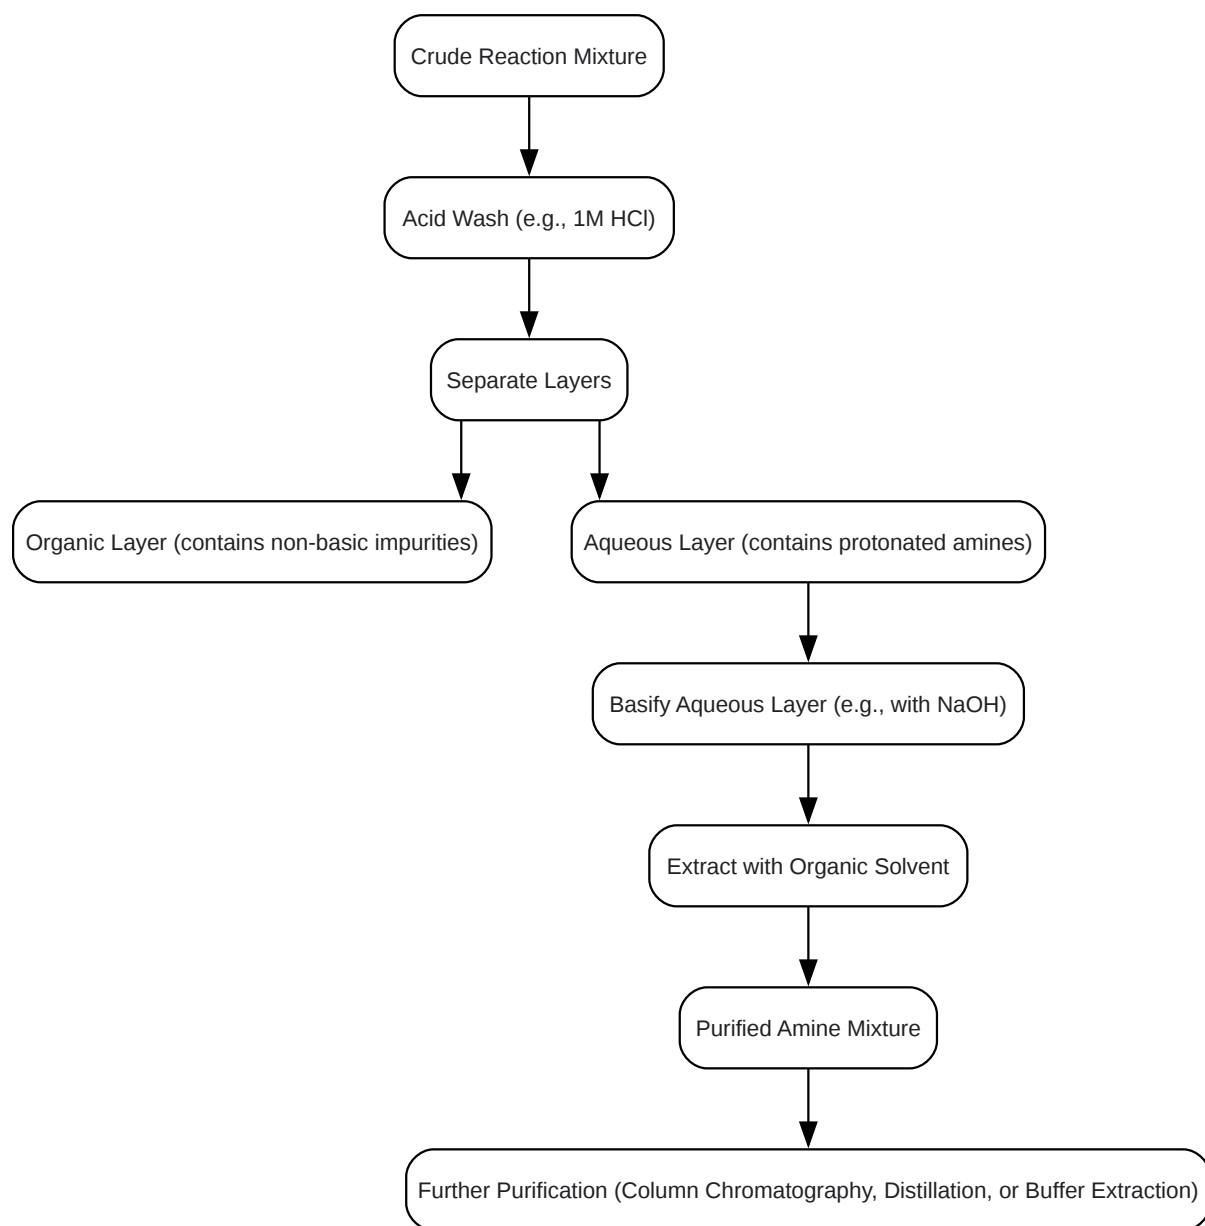 Crude Reaction Mixture
Acid Wash (e.g., 1M HCl)
Separate Layers
Organic Layer (contains non-basic impurities)
Aqueous Layer (contains protonated amines)
Basify Aqueous Layer (e.g., with NaOH)
Extract with Organic Solvent
Purified Amine Mixture
Further Purification (Column Chromatography, Distillation, or Buffer Extraction)